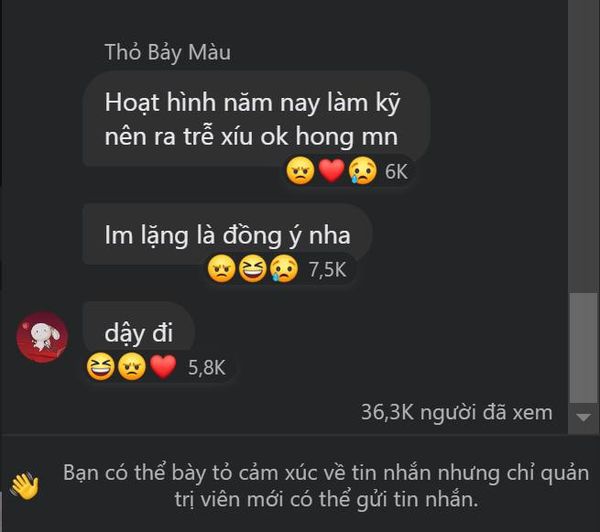 Thỏ Bảy Màu
Hoạt hình năm nay làm kỹ
nên ra trễ xíu ok hong mn
6K
Im lặng là đồng ý nha
7,5K
dậy đi
5,8K
36,3K người đã xem
Bạn có thể bày tỏ cảm xúc về tin nhắn nhưng chỉ quản
trị viên mới có thể gửi tin nhắn.